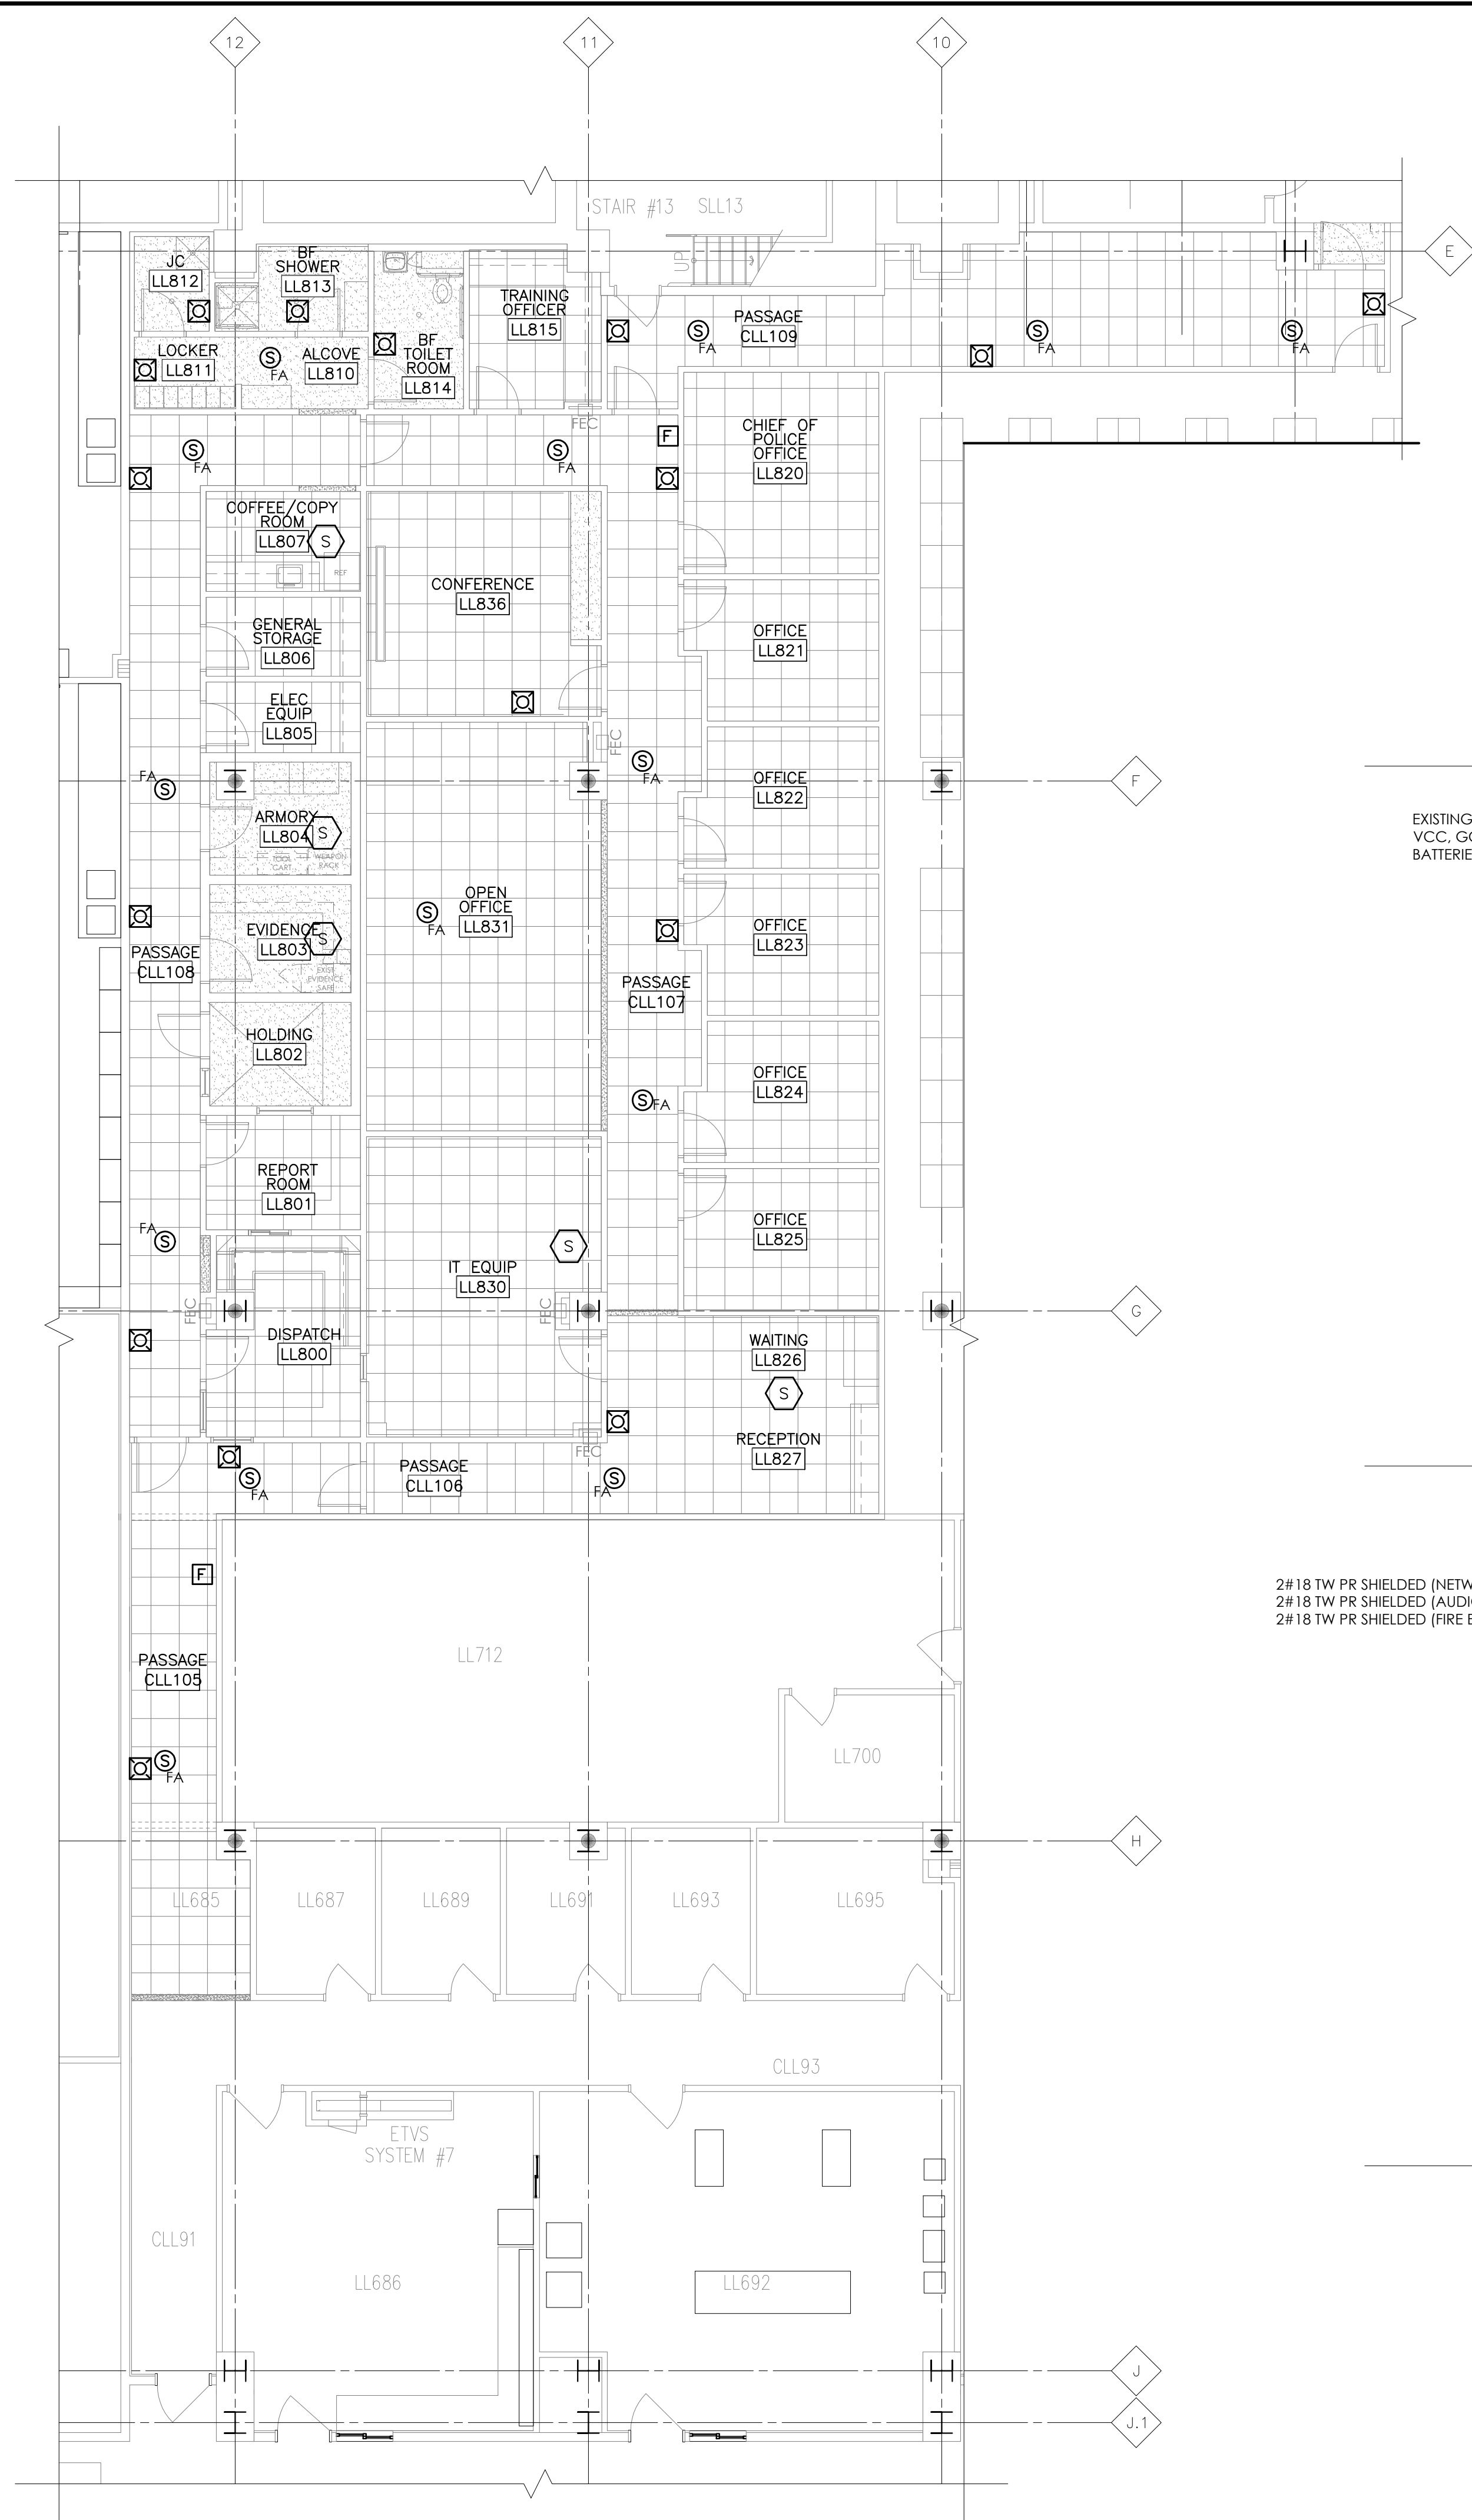 12
11
10
STAIR #13 SLL13
UP
E
JC
LL812
BF
SHOWER
LL813
TRAINING
OFFICER
LL815
PASSAGE
CLL109
S
FA
S
FA
S
FA
LOCKER
LL811
S
FA
ALCOVE
LL810
BF
TOILET
ROOM
LL814
FEC
S
FA
S
FA
F
CHIEF OF
POLICE
OFFICE
LL820
COFFEE/COPY
ROOM
LL807
S
REF
CONFERENCE
LL836
GENERAL
STORAGE
LL806
OFFICE
LL821
ELEC
EQUIP
LL805
FEC
S
FA
FA
S
F
OFFICE
LL822
EXISTING
VCC, GO
BATTERIE
ARMORY
LL804
S
TOOL
CART
WEAPON
RACK
OPEN
OFFICE
LL831
S
FA
EVIDENCE
LL803
S
EXIST
EVIDENCE
SAFE
OFFICE
LL823
PASSAGE
CLL108
PASSAGE
CLL107
HOLDING
LL802
OFFICE
LL824
S
FA
REPORT
ROOM
LL801
OFFICE
LL825
FA
S
S
IT EQUIP
LL830
FEC
FEC
G
DISPATCH
LL800
WAITING
LL826
S
RECEPTION
LL827
FEC
PASSAGE
CLL106
S
FA
S
FA
F
2#18 TW PR SHIELDED (NETW
2#18 TW PR SHIELDED (AUDIO
2#18 TW PR SHIELDED (FIRE E
LL712
PASSAGE
CLL105
LL700
S
FA
H
LL685
LL687
LL689
LL691
LL693
LL695
CLL93
ETVS
SYSTEM #7
CLL91
LL686
LL692
J
J.1